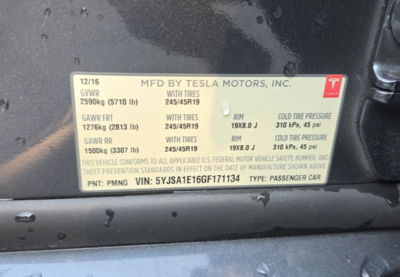 12/16 MFD BY TESLA MOTORS, INC.
GVWR WITH TIRES
2590kg (5710 lb) 245/45R19
GAWR FRT WITH TIRES RIM COLD TIRE PRESSURE
1276kg (2813 lb) 245/45R19 19X8.0 J 310 kPa, 45 psi
GAWR RR WITH TIRES RIM COLD TIRE PRESSURE
1500kg (3307 lb) 245/45R19 19X8.0 J 310 kPa, 45 psi
THIS VEHICLE CONFORMS TO ALL APPLICABLE U.S. FEDERAL MOTOR VEHICLE SAFETY, BUMPER, AND
THEFT PREVENTION STANDARDS IN EFFECT ON THE DATE OF MANUFACTURE SHOWN ABOVE.
PNT: PMNG VIN: 5YJSA1E16GF171134 TYPE: PASSENGER CAR